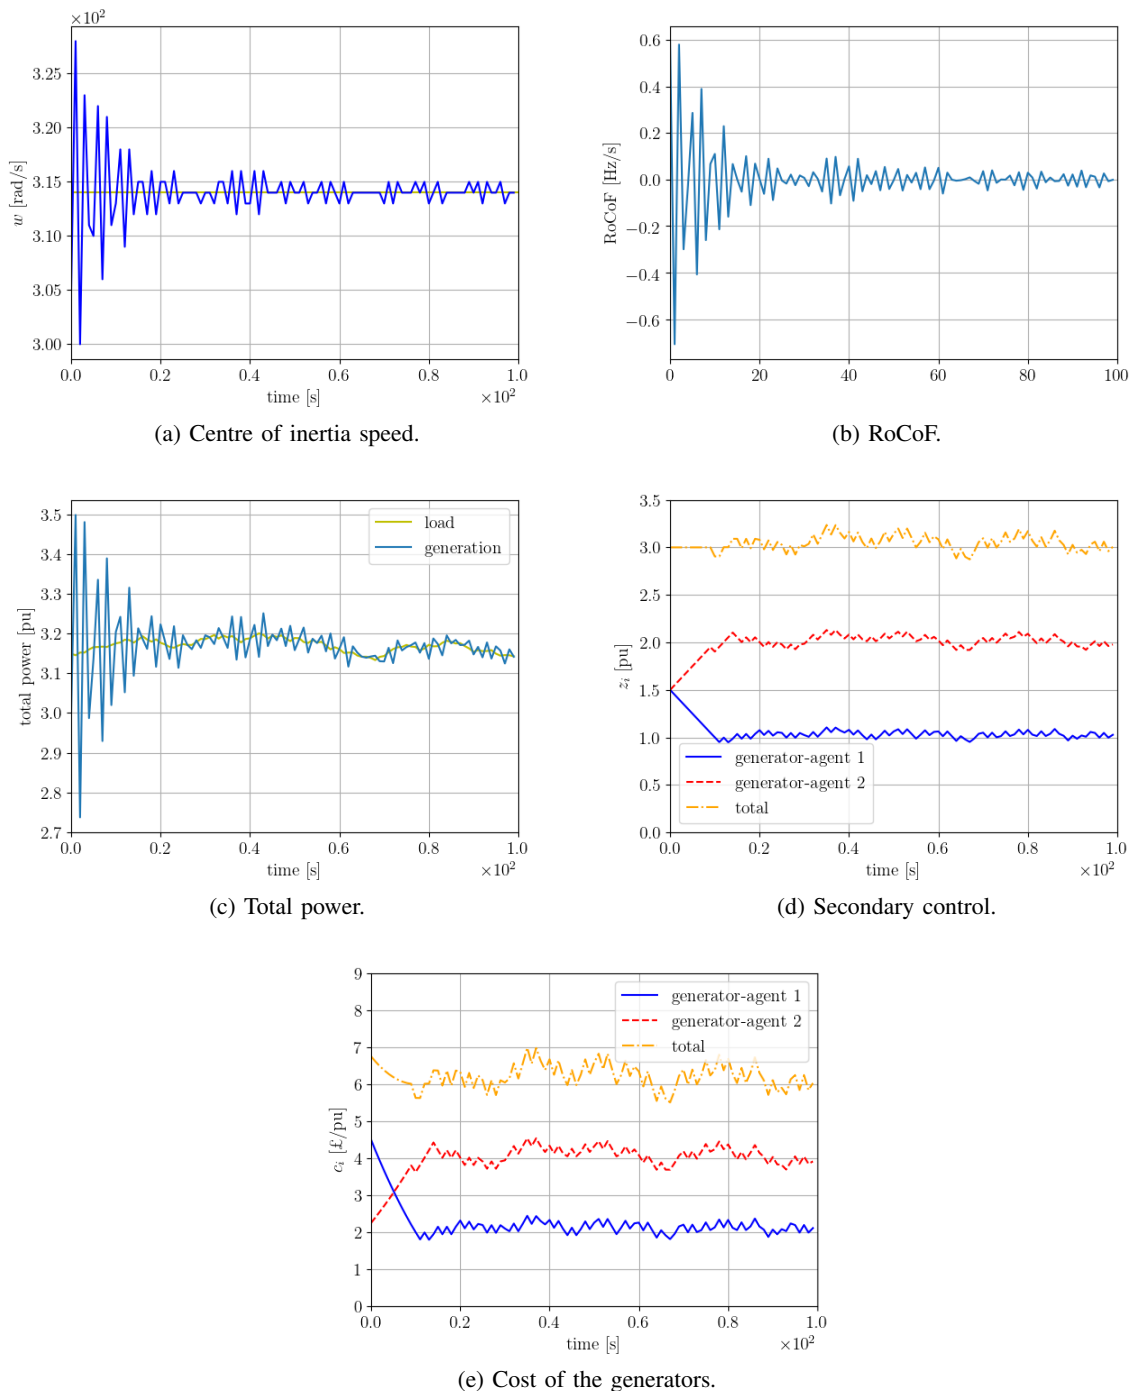 ×10²
3.25
3.20
3.15
3.10
3.05
3.00
w [rad/s]
0.0 0.2 0.4 0.6 0.8 1.0
time [s]
×10²
(a) Centre of inertia speed.
0.6
0.4
0.2
0.0
−0.2
−0.4
−0.6
RoCoF [Hz/s]
0 20 40 60 80 100
(b) RoCoF.
3.5
3.4
3.3
3.2
3.1
3.0
2.9
2.8
2.7
total power [pu]
load
generation
0.0 0.2 0.4 0.6 0.8 1.0
time [s]
×10²
(c) Total power.
3.5
3.0
2.5
2.0
1.5
1.0
0.5
0.0
zᵢ [pu]
generator-agent 1
generator-agent 2
total
0.0 0.2 0.4 0.6 0.8 1.0
time [s]
×10²
(d) Secondary control.
9
8
7
6
5
4
3
2
1
0
cᵢ [£/pu]
generator-agent 1
generator-agent 2
total
0.0 0.2 0.4 0.6 0.8 1.0
time [s]
×10²
(e) Cost of the generators.